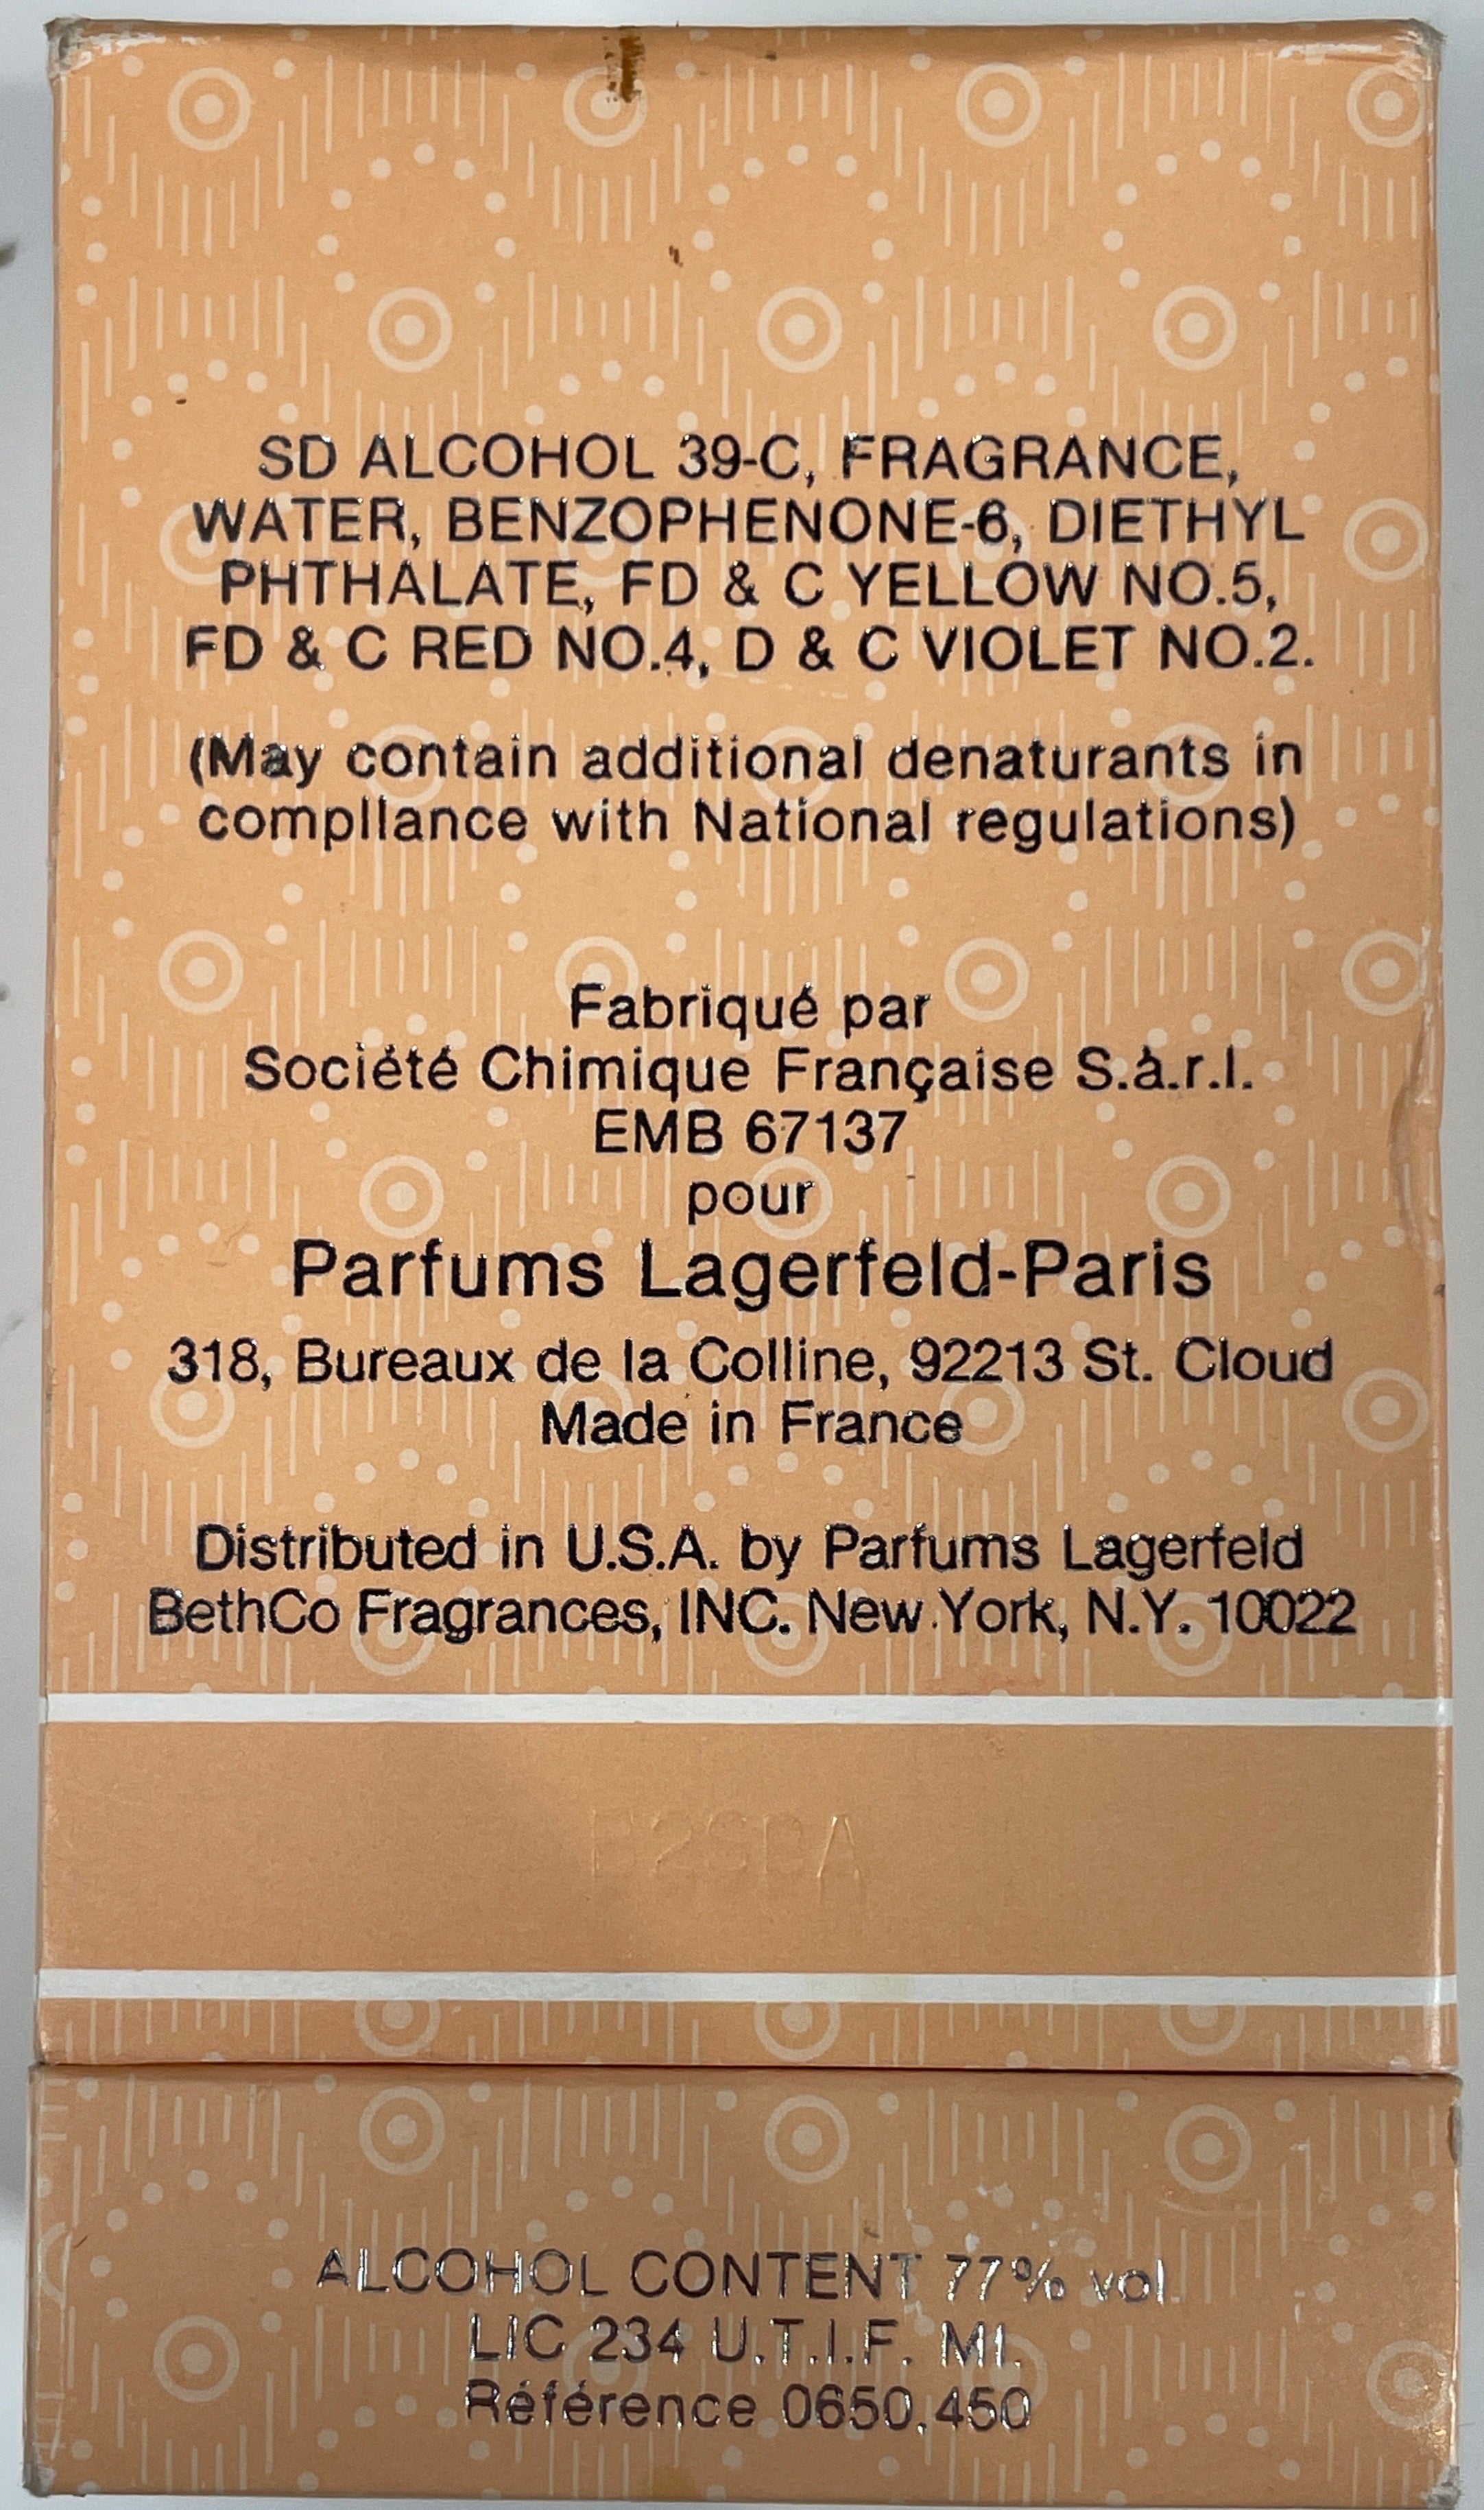 SD ALCOHOL 39-C, FRAGRANCE,
WATER, BENZOPHENONE-6, DIETHYL
PHTHALATE, FD & C YELLOW NO.5,
FD & C RED NO.4, D & C VIOLET NO.2.
(May contain additional denaturants in
compliance with National regulations)
Fabriqué par
Société Chimique Française S.à.r.l.
EMB 67137
pour
Parfums Lagerfeld-Paris
318, Bureaux de la Colline, 92213 St. Cloud
Made in France
Distributed in U.S.A. by Parfums Lagerfeld
BethCo Fragrances, INC. New York, N.Y. 10022
ALCOHOL CONTENT 77% vol.
LIC 234 U.T.I.F. MI.
Référence 0650.450